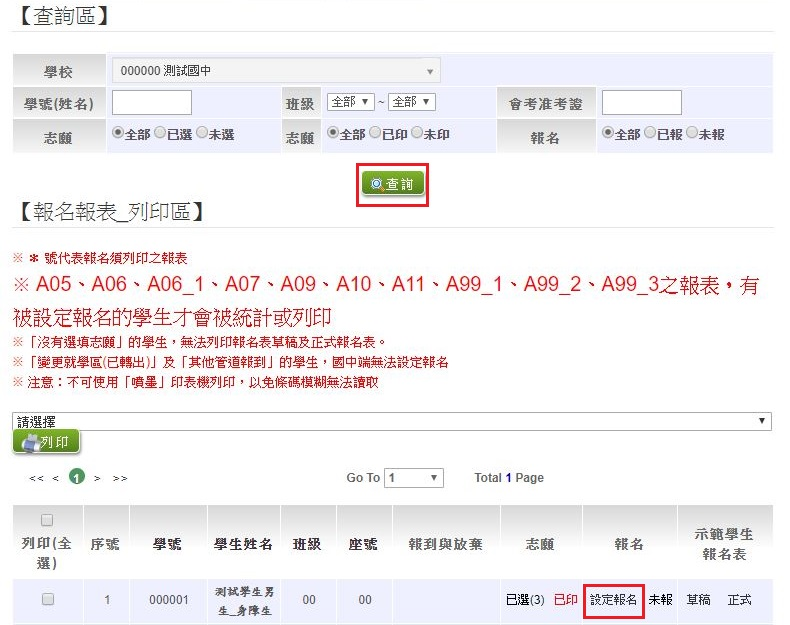 【查詢區】
學校 000000 測試國中
學號(姓名) 班級 全部 ~ 全部 會考准考證
志願 全部 已選 未選 志願 全部 已印 未印 報名 全部 已報 未報
查詢
【報名報表_列印區】
※ * 號代表報名須列印之報表
※ A05、A06、A06_1、A07、A09、A10、A11、A99_1、A99_2、A99_3之報表，有
被設定報名的學生才會被統計或列印
※「沒有選填志願」的學生，無法列印報名表草稿及正式報名表。
※「變更就學區(已轉出)」及「其他管道報到」的學生，國中端無法設定報名
※ 注意：不可使用「噴墨」印表機列印，以免條碼模糊無法讀取
請選擇
列印
<< < 1 > >> Go To 1 Total 1 Page
列印(全選) 序號 學號 學生姓名 班級 座號 報到與放棄 志願 報名 示範學生報名表
1 000001 測試學生男生_身障生 00 00 已選(3) 已印 設定報名 未報 草稿 正式